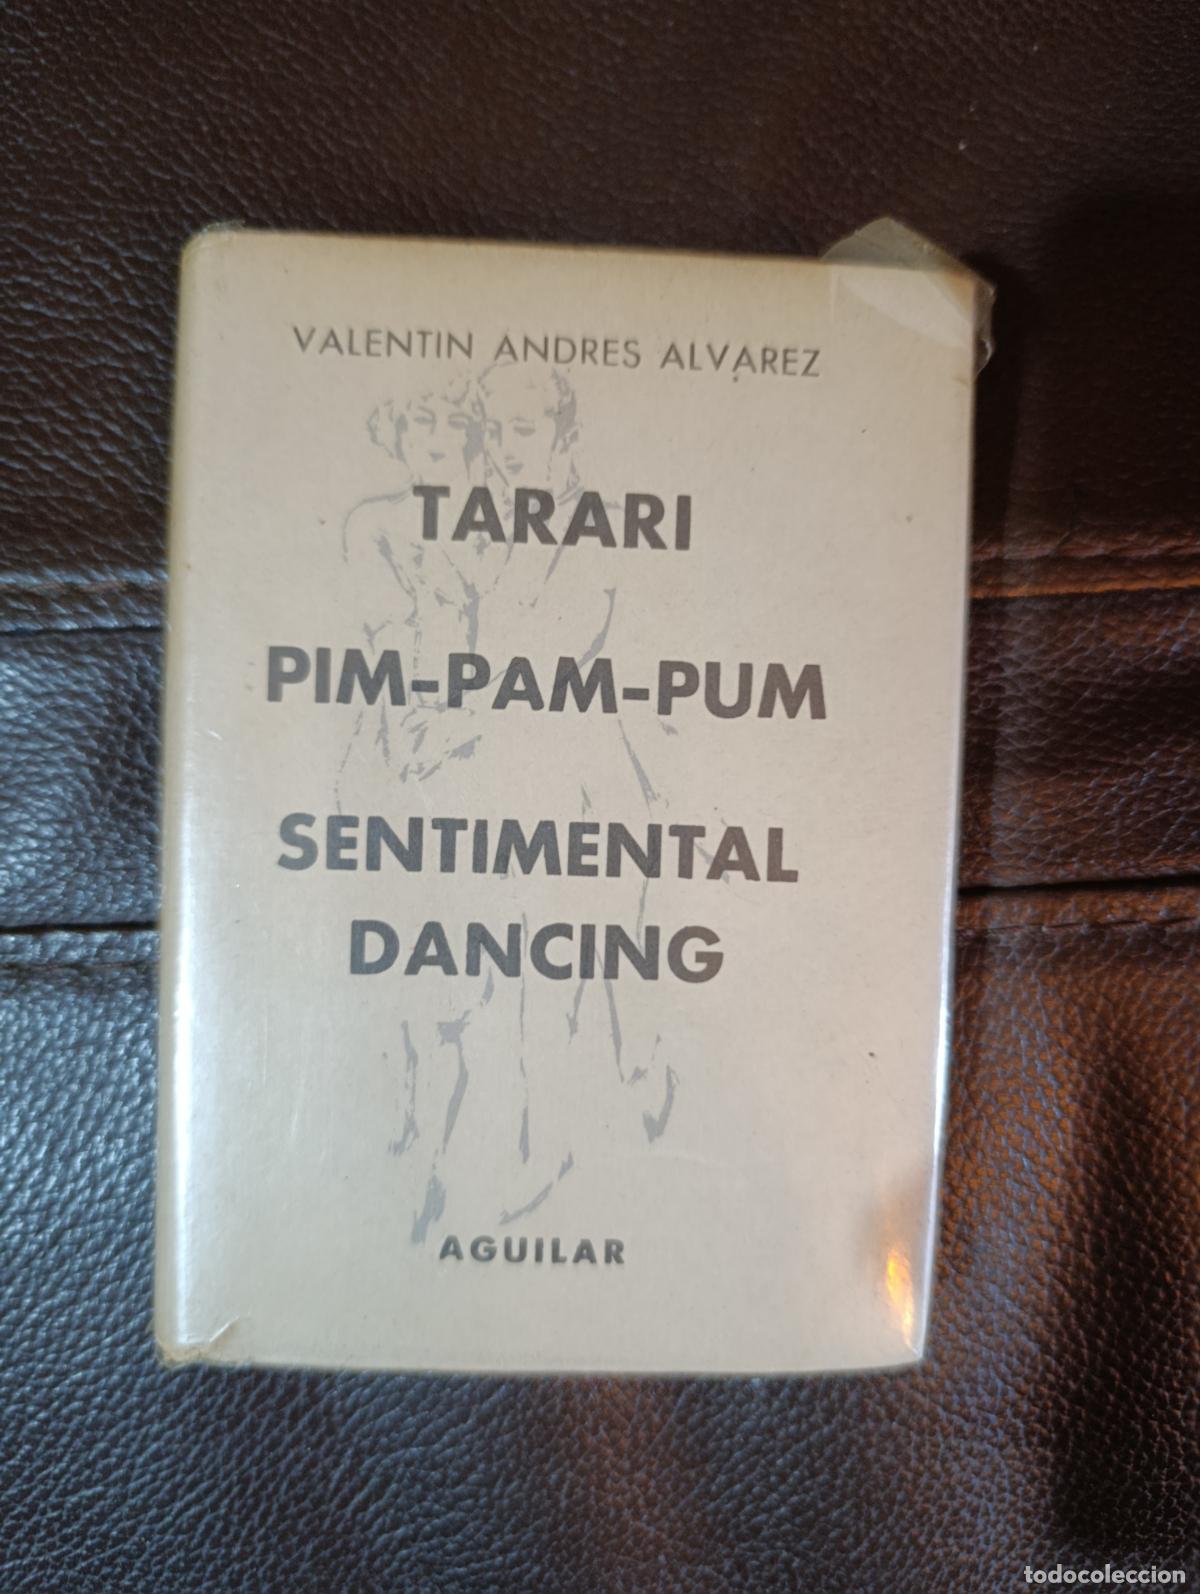 VALENTIN ANDRES ALVAREZ
TARARI
PIM-PAM-PUM
SENTIMENTAL
DANCING
AGUILAR
todocoleccion